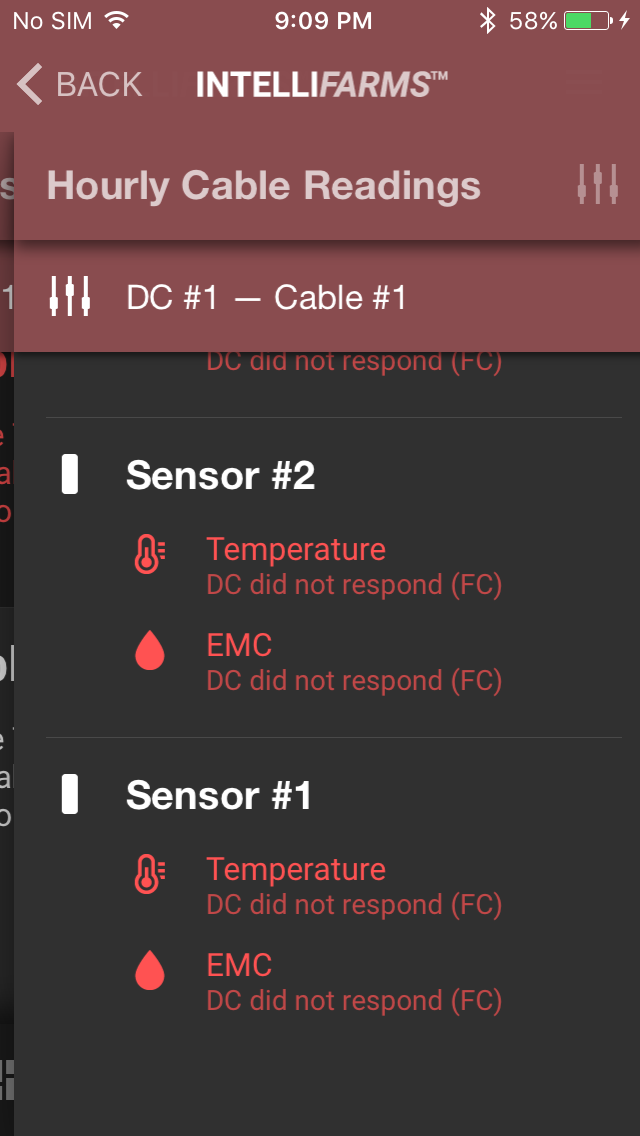 No SIM 9:09 PM 58%
BACK INTELLIFARMS™
Hourly Cable Readings
DC #1 — Cable #1
DC did not respond (FC)
Sensor #2
Temperature
DC did not respond (FC)
EMC
DC did not respond (FC)
Sensor #1
Temperature
DC did not respond (FC)
EMC
DC did not respond (FC)